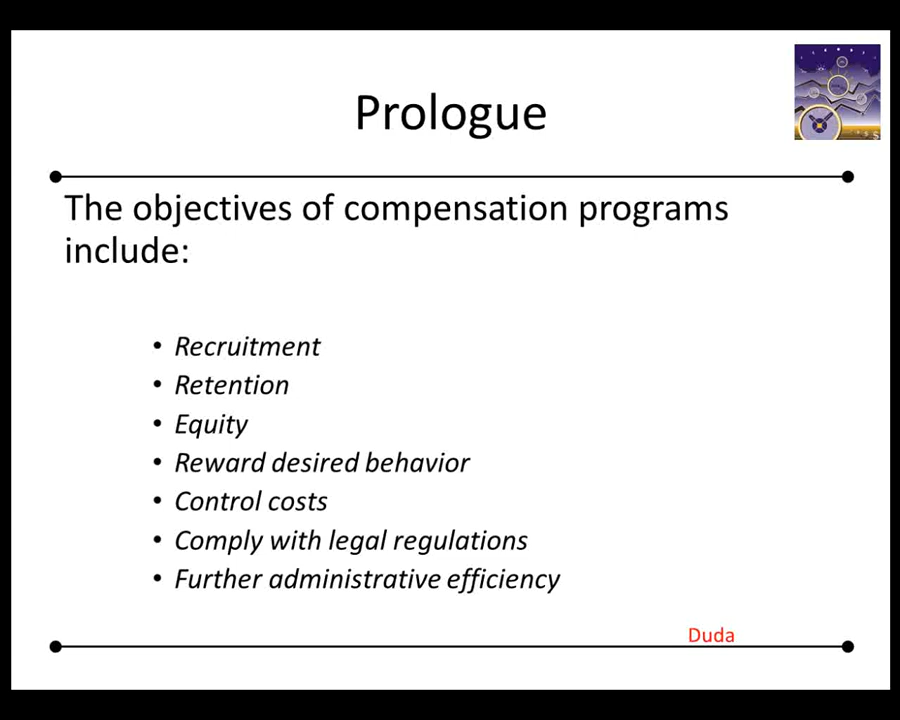 Prologue
The objectives of compensation programs
include:
• Recruitment
• Retention
• Equity
• Reward desired behavior
• Control costs
• Comply with legal regulations
• Further administrative efficiency
Duda